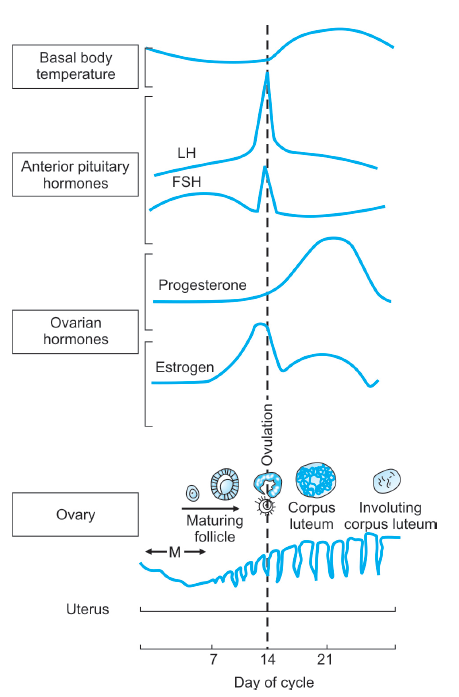 Basal body
temperature
LH
Anterior pituitary
hormones
FSH
Progesterone
Ovarian
hormones
Estrogen
Ovulation
Ovary
Maturing
follicle
Corpus
luteum
Involuting
corpus luteum
M
Uterus
7 14 21
Day of cycle